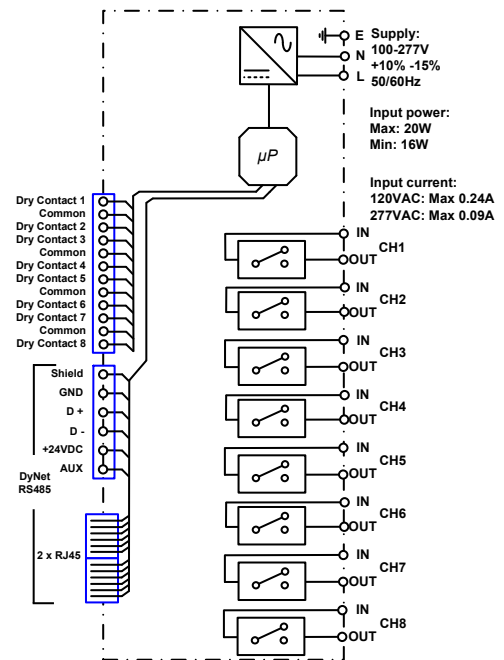 E
N
L
Supply:
100-277V
+10% -15%
50/60Hz
Input power:
Max: 20W
Min: 16W
Input current:
120VAC: Max 0.24A
277VAC: Max 0.09A
µP
Dry Contact 1
Common
Dry Contact 2
Dry Contact 3
Common
Dry Contact 4
Dry Contact 5
Common
Dry Contact 6
Dry Contact 7
Common
Dry Contact 8
Shield
GND
D +
D -
+24VDC
AUX
DyNet
RS485
2 x RJ45
IN
CH1
OUT
IN
CH2
OUT
IN
CH3
OUT
IN
CH4
OUT
IN
CH5
OUT
IN
CH6
OUT
IN
CH7
OUT
IN
CH8
OUT